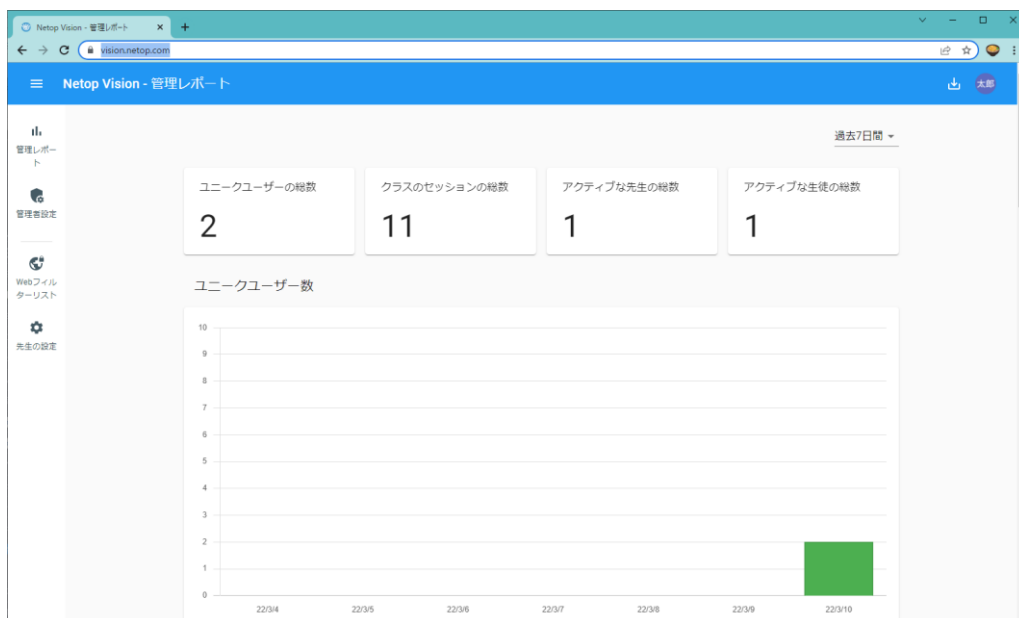 Netop Vision - 管理レポート
vision.netop.com
Netop Vision - 管理レポート
太郎
管理レポー
ト
管理者設定
Webフィル
ターリスト
先生の設定
過去7日間
ユニークユーザーの総数
2
クラスのセッションの総数
11
アクティブな先生の総数
1
アクティブな生徒の総数
1
ユニークユーザー数
10
9
8
7
6
5
4
3
2
1
0
22/3/4 22/3/5 22/3/6 22/3/7 22/3/8 22/3/9 22/3/10